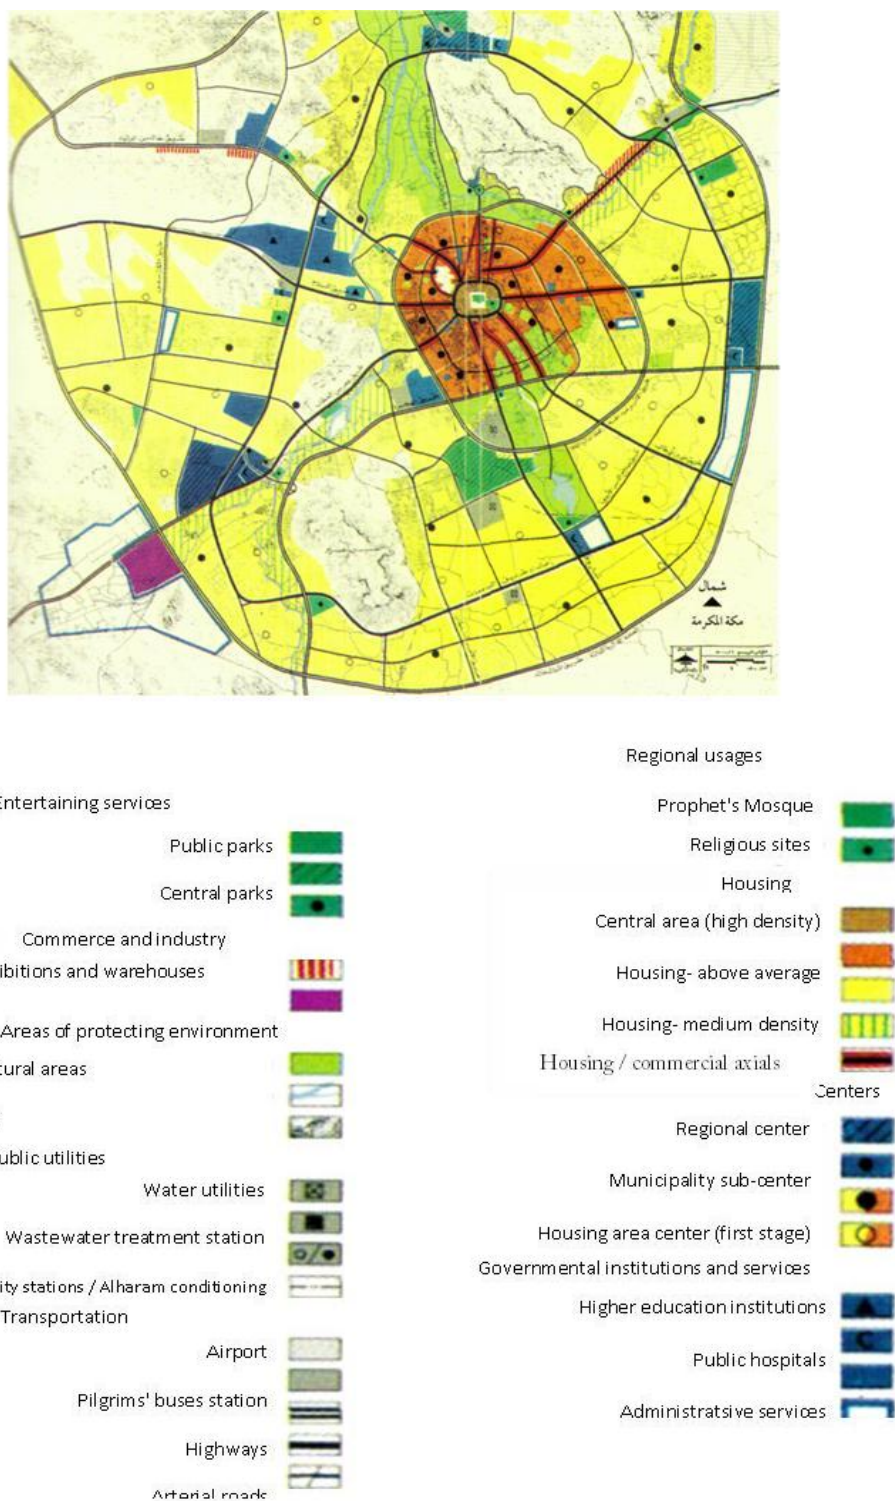 شمال
مكة المكرمة
Regional usages
Entertaining services
Prophet's Mosque
Public parks
Religious sites
Housing
Central parks
Central area (high density)
Commerce and industry
ibitions and warehouses
Housing- above average
Areas of protecting environment
Housing- medium density
tural areas
Housing / commercial axials
Centers
Regional center
ublic utilities
Municipality sub-center
Water utilities
Wastewater treatment station
Housing area center (first stage)
Governmental institutions and services
ity stations / Alharam conditioning
Higher education institutions
Transportation
Airport
Public hospitals
Pilgrims' buses station
Administratsive services
Highways
Arterial roads